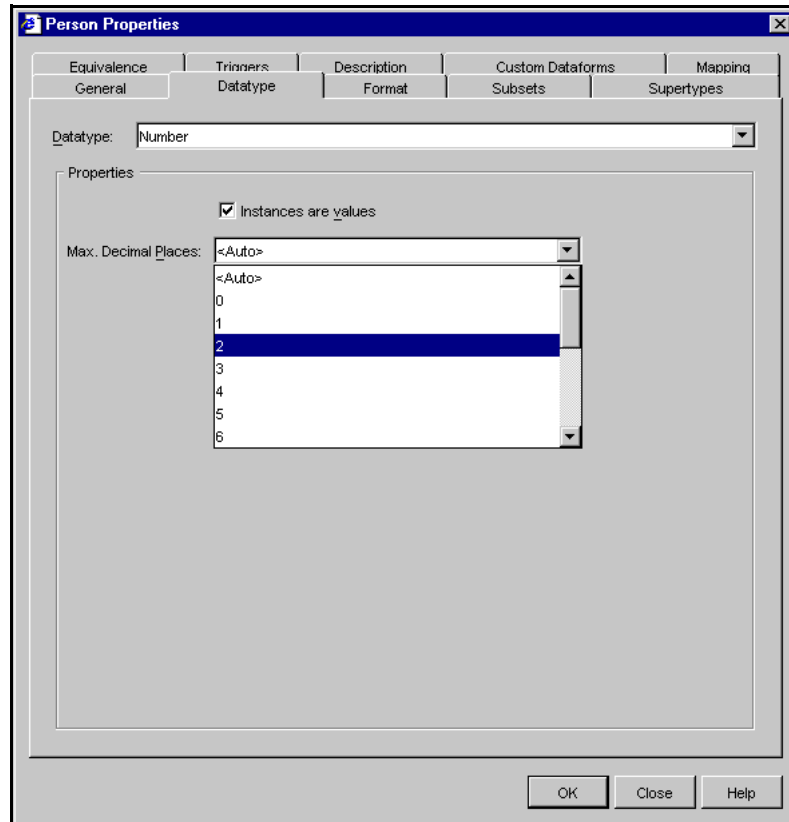 Person Properties
Equivalence Triggers Description Custom Dataforms Mapping
General Datatype Format Subsets Supertypes
Datatype: Number
Properties
Instances are values
Max. Decimal Places: <Auto>
<Auto>
0
1
2
3
4
5
6
OK Close Help